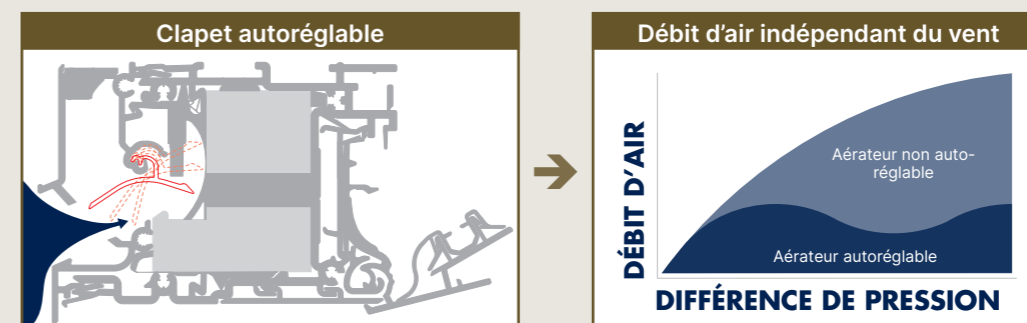 Clapet autoréglable
Débit d'air indépendant du vent
DÉBIT D'AIR
Aérateur non auto-
réglable
Aérateur autoréglable
DIFFÉRENCE DE PRESSION